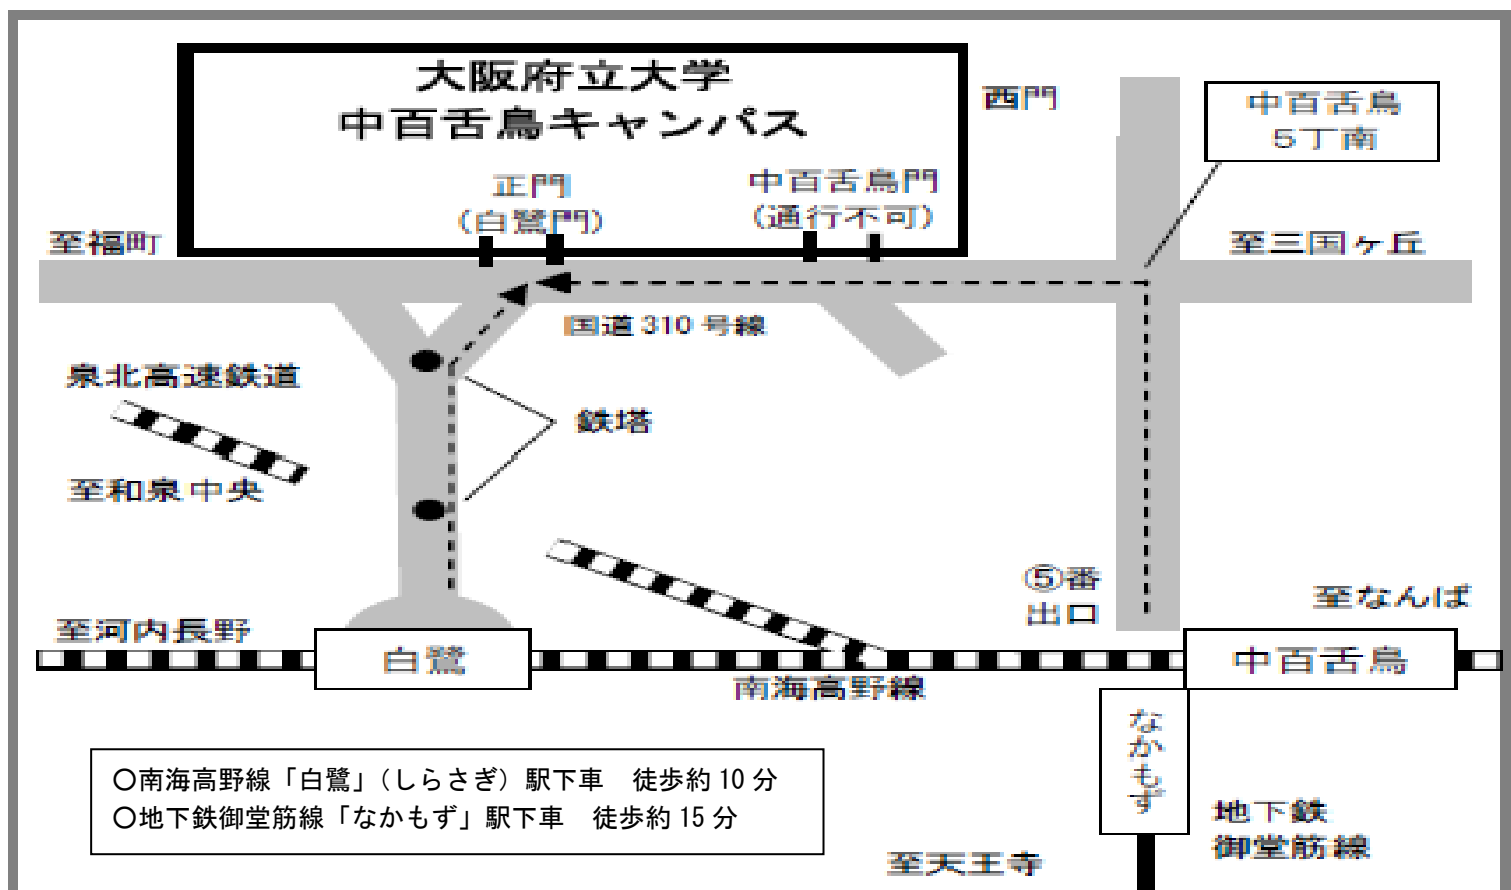 大阪府立大学
中百舌鳥キャンパス
西門
中百舌鳥
5丁南
正門
(白鷺門)
中百舌鳥門
(通行不可)
至福町
至三国ヶ丘
国道310号線
泉北高速鉄道
鉄塔
至和泉中央
⑤番
出口
至なんば
至河内長野
白鷺
中百舌鳥
南海高野線
なかもず
〇南海高野線「白鷺」(しらさぎ)駅下車 徒歩約10分
〇地下鉄御堂筋線「なかもず」駅下車 徒歩約15分
地下鉄
御堂筋線
至天王寺